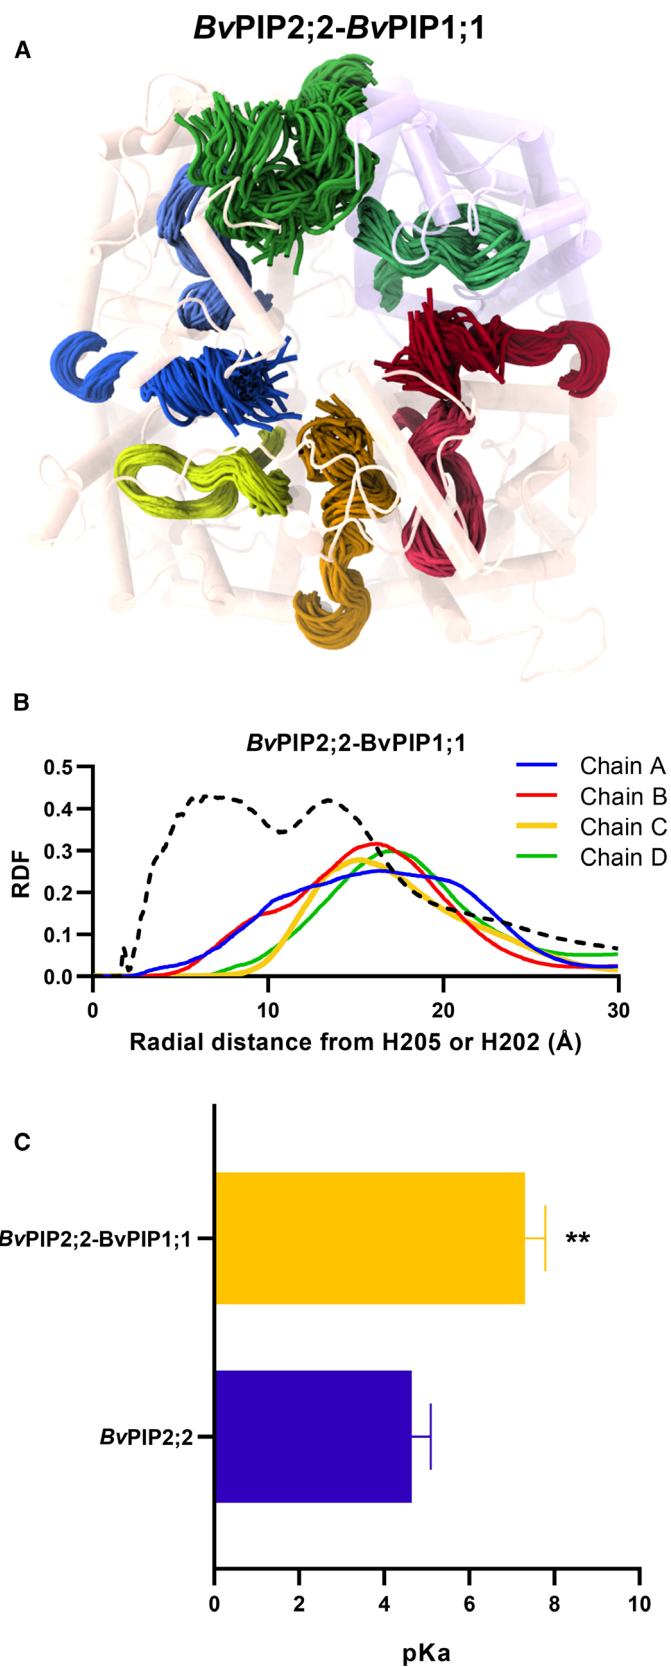 BvPIP2;2-BvPIP1;1
A
B
BvPIP2;2-BvPIP1;1
Chain A
Chain B
Chain C
Chain D
RDF
0.5
0.4
0.3
0.2
0.1
0.0
0 10 20 30
Radial distance from H205 or H202 (Å)
C
BvPIP2;2-BvPIP1;1
**
BvPIP2;2
0 2 4 6 8 10
pKa